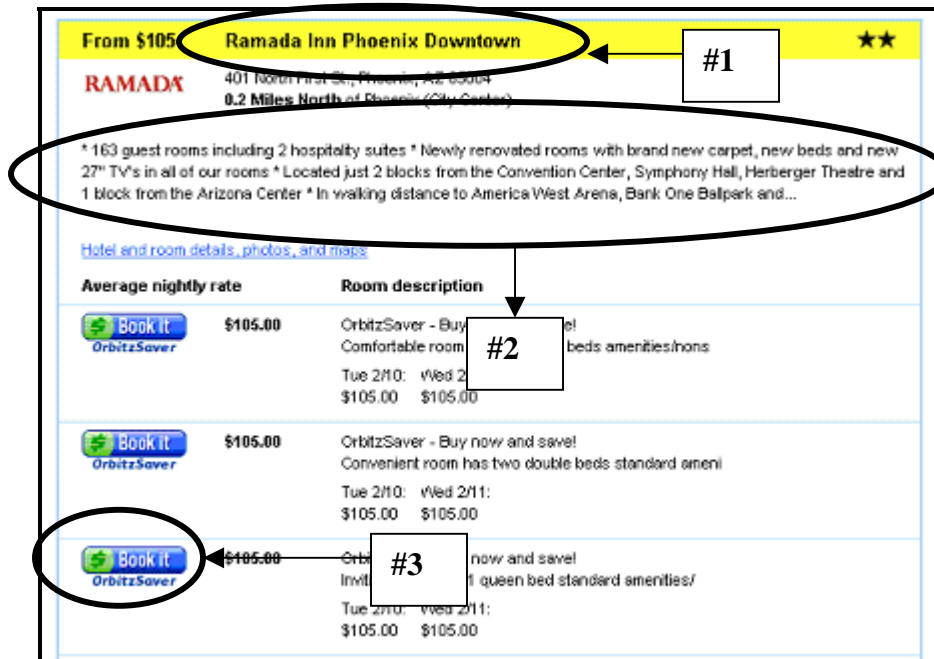 From $105 Ramada Inn Phoenix Downtown ★★
#1
RAMADA 401 North First St., Phoenix, AZ 85004
0.2 Miles North of Phoenix (City Center)
* 163 guest rooms including 2 hospitality suites * Newly renovated rooms with brand new carpet, new beds and new
27" TV's in all of our rooms * Located just 2 blocks from the Convention Center, Symphony Hall, Herberger Theatre and
1 block from the Arizona Center * In walking distance to America West Arena, Bank One Ballpark and...
Hotel and room details, photos, and maps
Average nightly rate Room description
Book it $105.00 OrbitzSaver - Buy e!
OrbitzSaver Comfortable room #2 beds amenities/nons
Tue 2/10: Wed 2
$105.00 $105.00
Book it $105.00 OrbitzSaver - Buy now and save!
OrbitzSaver Convenient room has two double beds standard ameni
Tue 2/10: Wed 2/11:
$105.00 $105.00
Book it $105.00 Orbi now and save!
OrbitzSaver #3 Invit 1 queen bed standard amenities/
Tue 2/10: Wed 2/11:
$105.00 $105.00